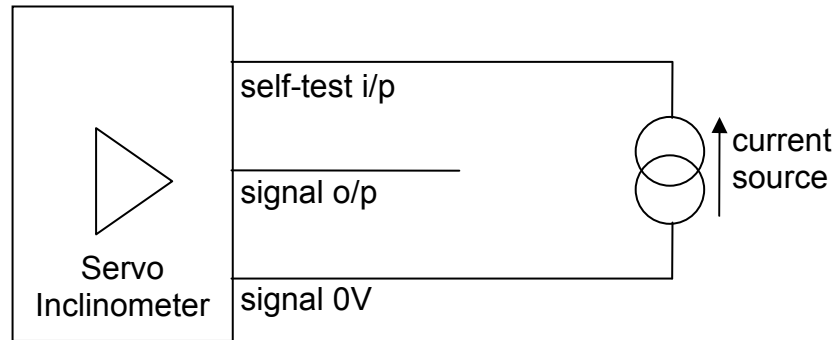 self-test i/p
current
source
signal o/p
Servo
Inclinometer
signal 0V